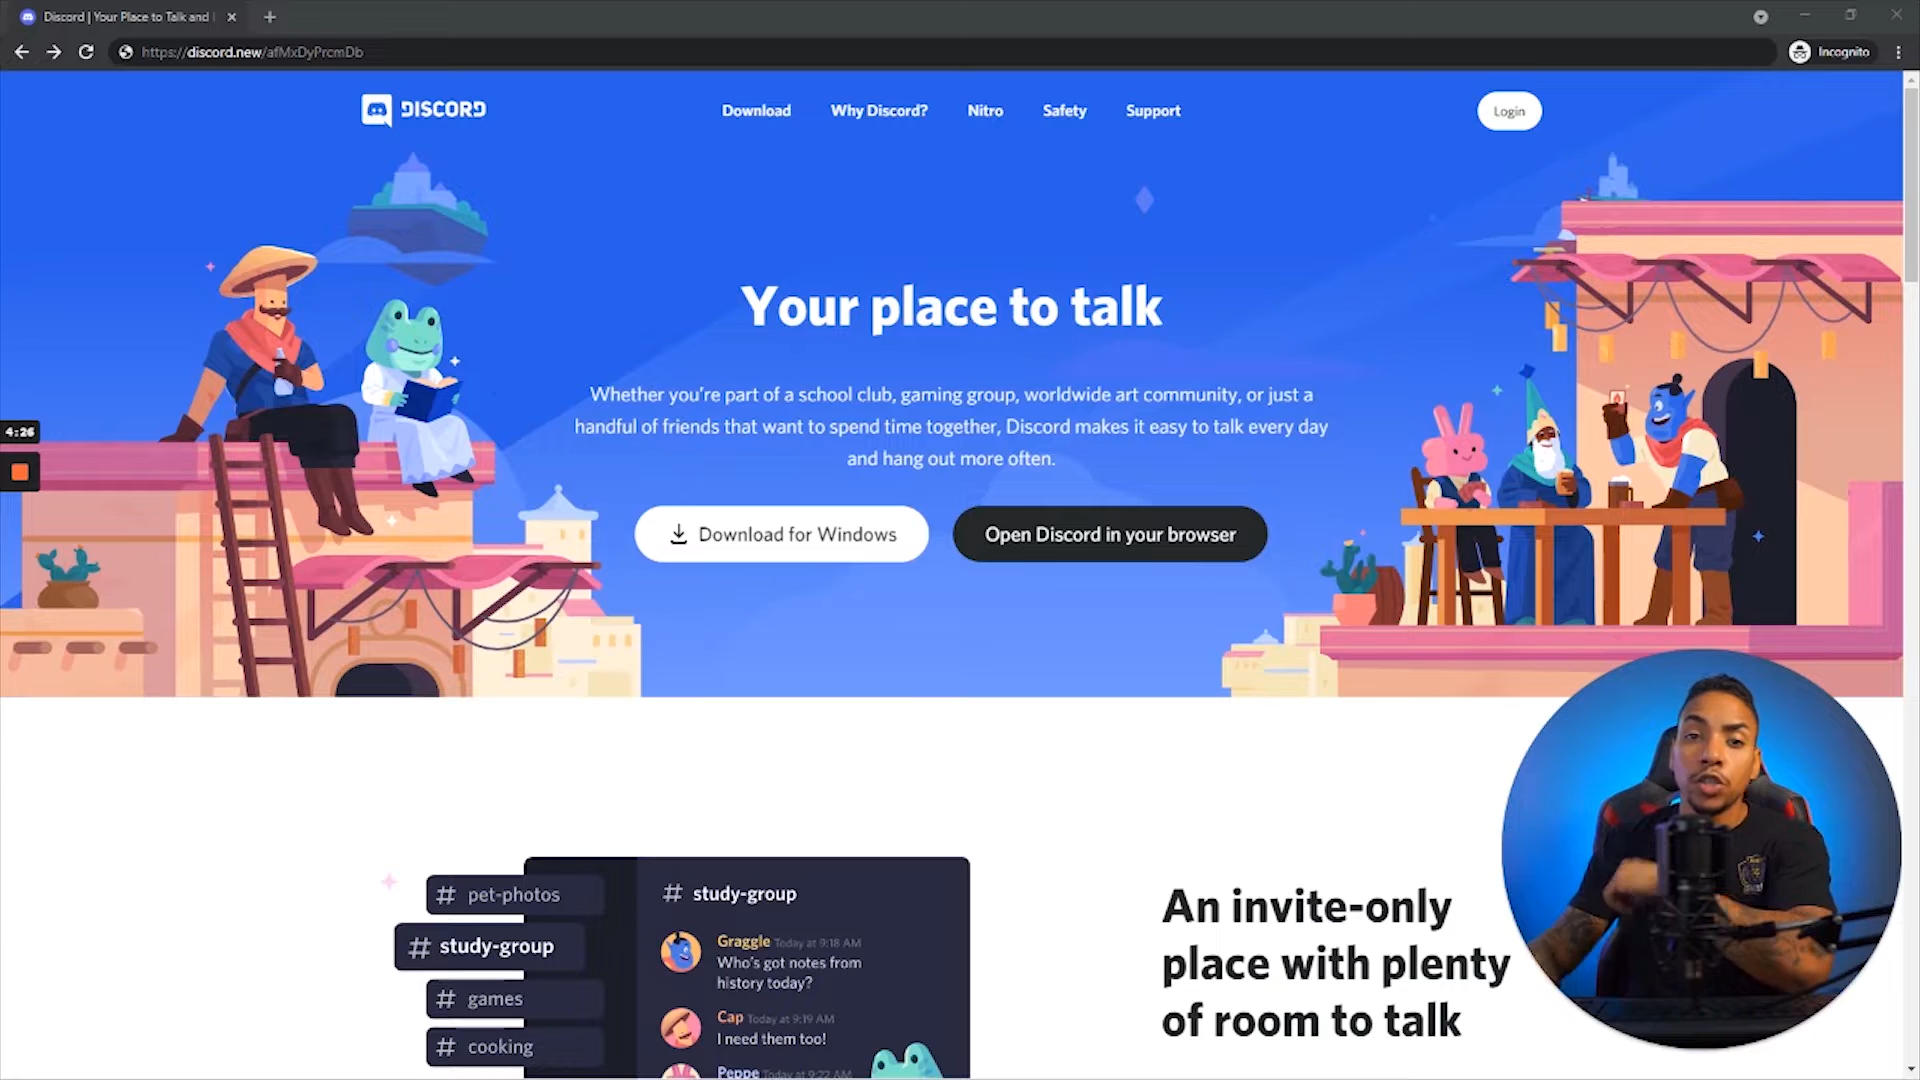 Discord | Your Place to Talk and
https://discord.new/afMxDyPrcmDb
Incognito
DISCORD
Download
Why Discord?
Nitro
Safety
Support
Login
Your place to talk
Whether you're part of a school club, gaming group, worldwide art community, or just a
handful of friends that want to spend time together, Discord makes it easy to talk every day
and hang out more often.
4:26
Download for Windows
Open Discord in your browser
# pet-photos
# study-group
# games
# cooking
# study-group
Graggle Today at 9:18 AM
Who's got notes from
history today?
Cap Today at 9:19 AM
I need them too!
Peppe Today at 9:22 AM
An invite-only
place with plenty
of room to talk